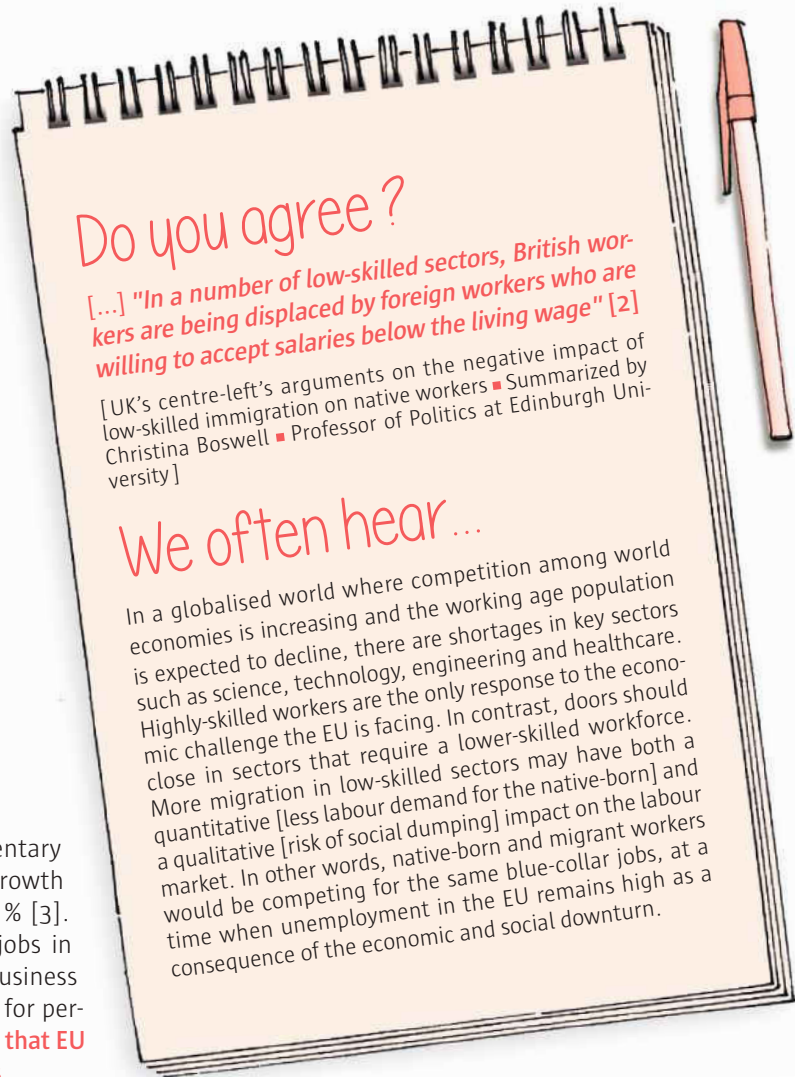 Do you agree ?
[...] "In a number of low-skilled sectors, British wor-
kers are being displaced by foreign workers who are
willing to accept salaries below the living wage" [2]
[ UK's centre-left's arguments on the negative impact of
low-skilled immigration on native workers ▪ Summarized by
Christina Boswell ▪ Professor of Politics at Edinburgh Uni-
versity ]
We often hear...
In a globalised world where competition among world
economies is increasing and the working age population
is expected to decline, there are shortages in key sectors
such as science, technology, engineering and healthcare.
Highly-skilled workers are the only response to the econo-
mic challenge the EU is facing. In contrast, doors should
close in sectors that require a lower-skilled workforce.
More migration in low-skilled sectors may have both a
quantitative [less labour demand for the native-born] and
a qualitative [risk of social dumping] impact on the labour
market. In other words, native-born and migrant workers
would be competing for the same blue-collar jobs, at a
time when unemployment in the EU remains high as a
consequence of the economic and social downturn.
entary
rowth
% [3].
jobs in
usiness
for per-
that EU